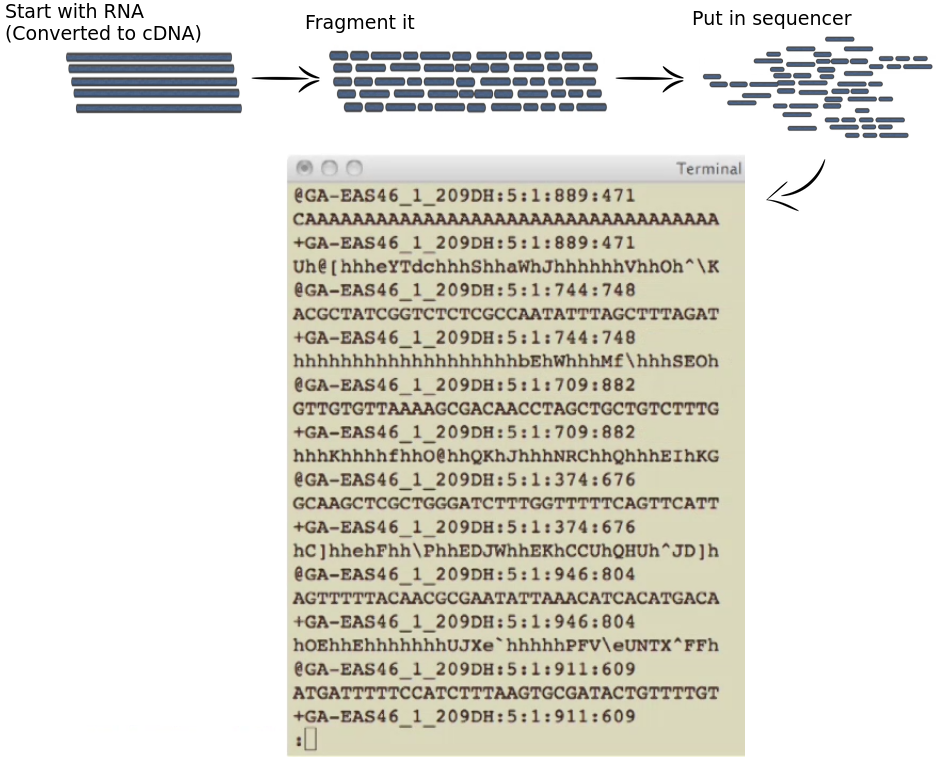 Start with RNA
(Converted to cDNA)
Fragment it
Put in sequencer
Terminal
@GA-EAS46_1_209DH:5:1:889:471
CAAAAAAAAAAAAAAAAAAAAAAAAAAAAAAAAAAA
+GA-EAS46_1_209DH:5:1:889:471
Uh@[hhheYTdchhhShhaWhJhhhhhhVhhOh^\K
@GA-EAS46_1_209DH:5:1:744:748
ACGCTATCGGTCTCTCGCCAATATTTAGCTTTAGAT
+GA-EAS46_1_209DH:5:1:744:748
hhhhhhhhhhhhhhhhhhhbEhWhhhMf\hhhSEOh
@GA-EAS46_1_209DH:5:1:709:882
GTTGTGTTAAAAGCGACAACCTAGCTGCTGTCTTTG
+GA-EAS46_1_209DH:5:1:709:882
hhhKhhhhfhhO@hhQKhJhhhNRChhQhhhEIhKG
@GA-EAS46_1_209DH:5:1:374:676
GCAAGCTCGCTGGGATCTTTGGTTTTTCAGTTCATT
+GA-EAS46_1_209DH:5:1:374:676
hC]hhehFhh\PhhEDJWhhEKhCCUhQHUh^JD]h
@GA-EAS46_1_209DH:5:1:946:804
AGTTTTTACAACGCGAATATTAAACATCACATGACA
+GA-EAS46_1_209DH:5:1:946:804
hOEhhEhhhhhhhUJXe`hhhhhPFV\eUNTX^FFh
@GA-EAS46_1_209DH:5:1:911:609
ATGATTTTTCCATCTTTAAGTGCGATACTGTTTTGT
+GA-EAS46_1_209DH:5:1:911:609
: